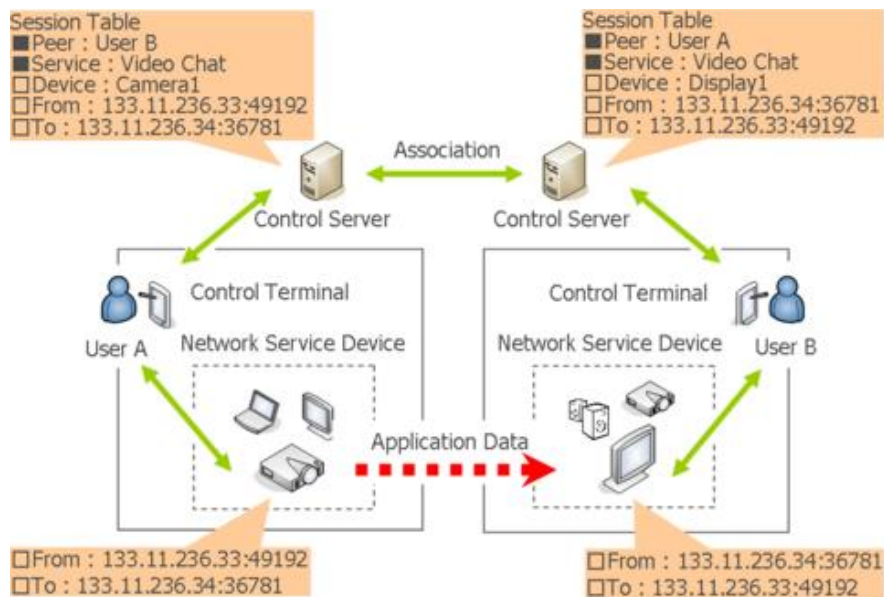 Session Table
■Peer : User B
■Service : Video Chat
□Device : Camera1
□From : 133.11.236.33:49192
□To : 133.11.236.34:36781
Session Table
■Peer : User A
■Service : Video Chat
□Device : Display1
□From : 133.11.236.34:36781
□To : 133.11.236.33:49192
Association
Control Server
Control Server
Control Terminal
Control Terminal
User A
Network Service Device
Network Service Device
User B
Application Data
□From : 133.11.236.33:49192
□To : 133.11.236.34:36781
□From : 133.11.236.34:36781
□To : 133.11.236.33:49192